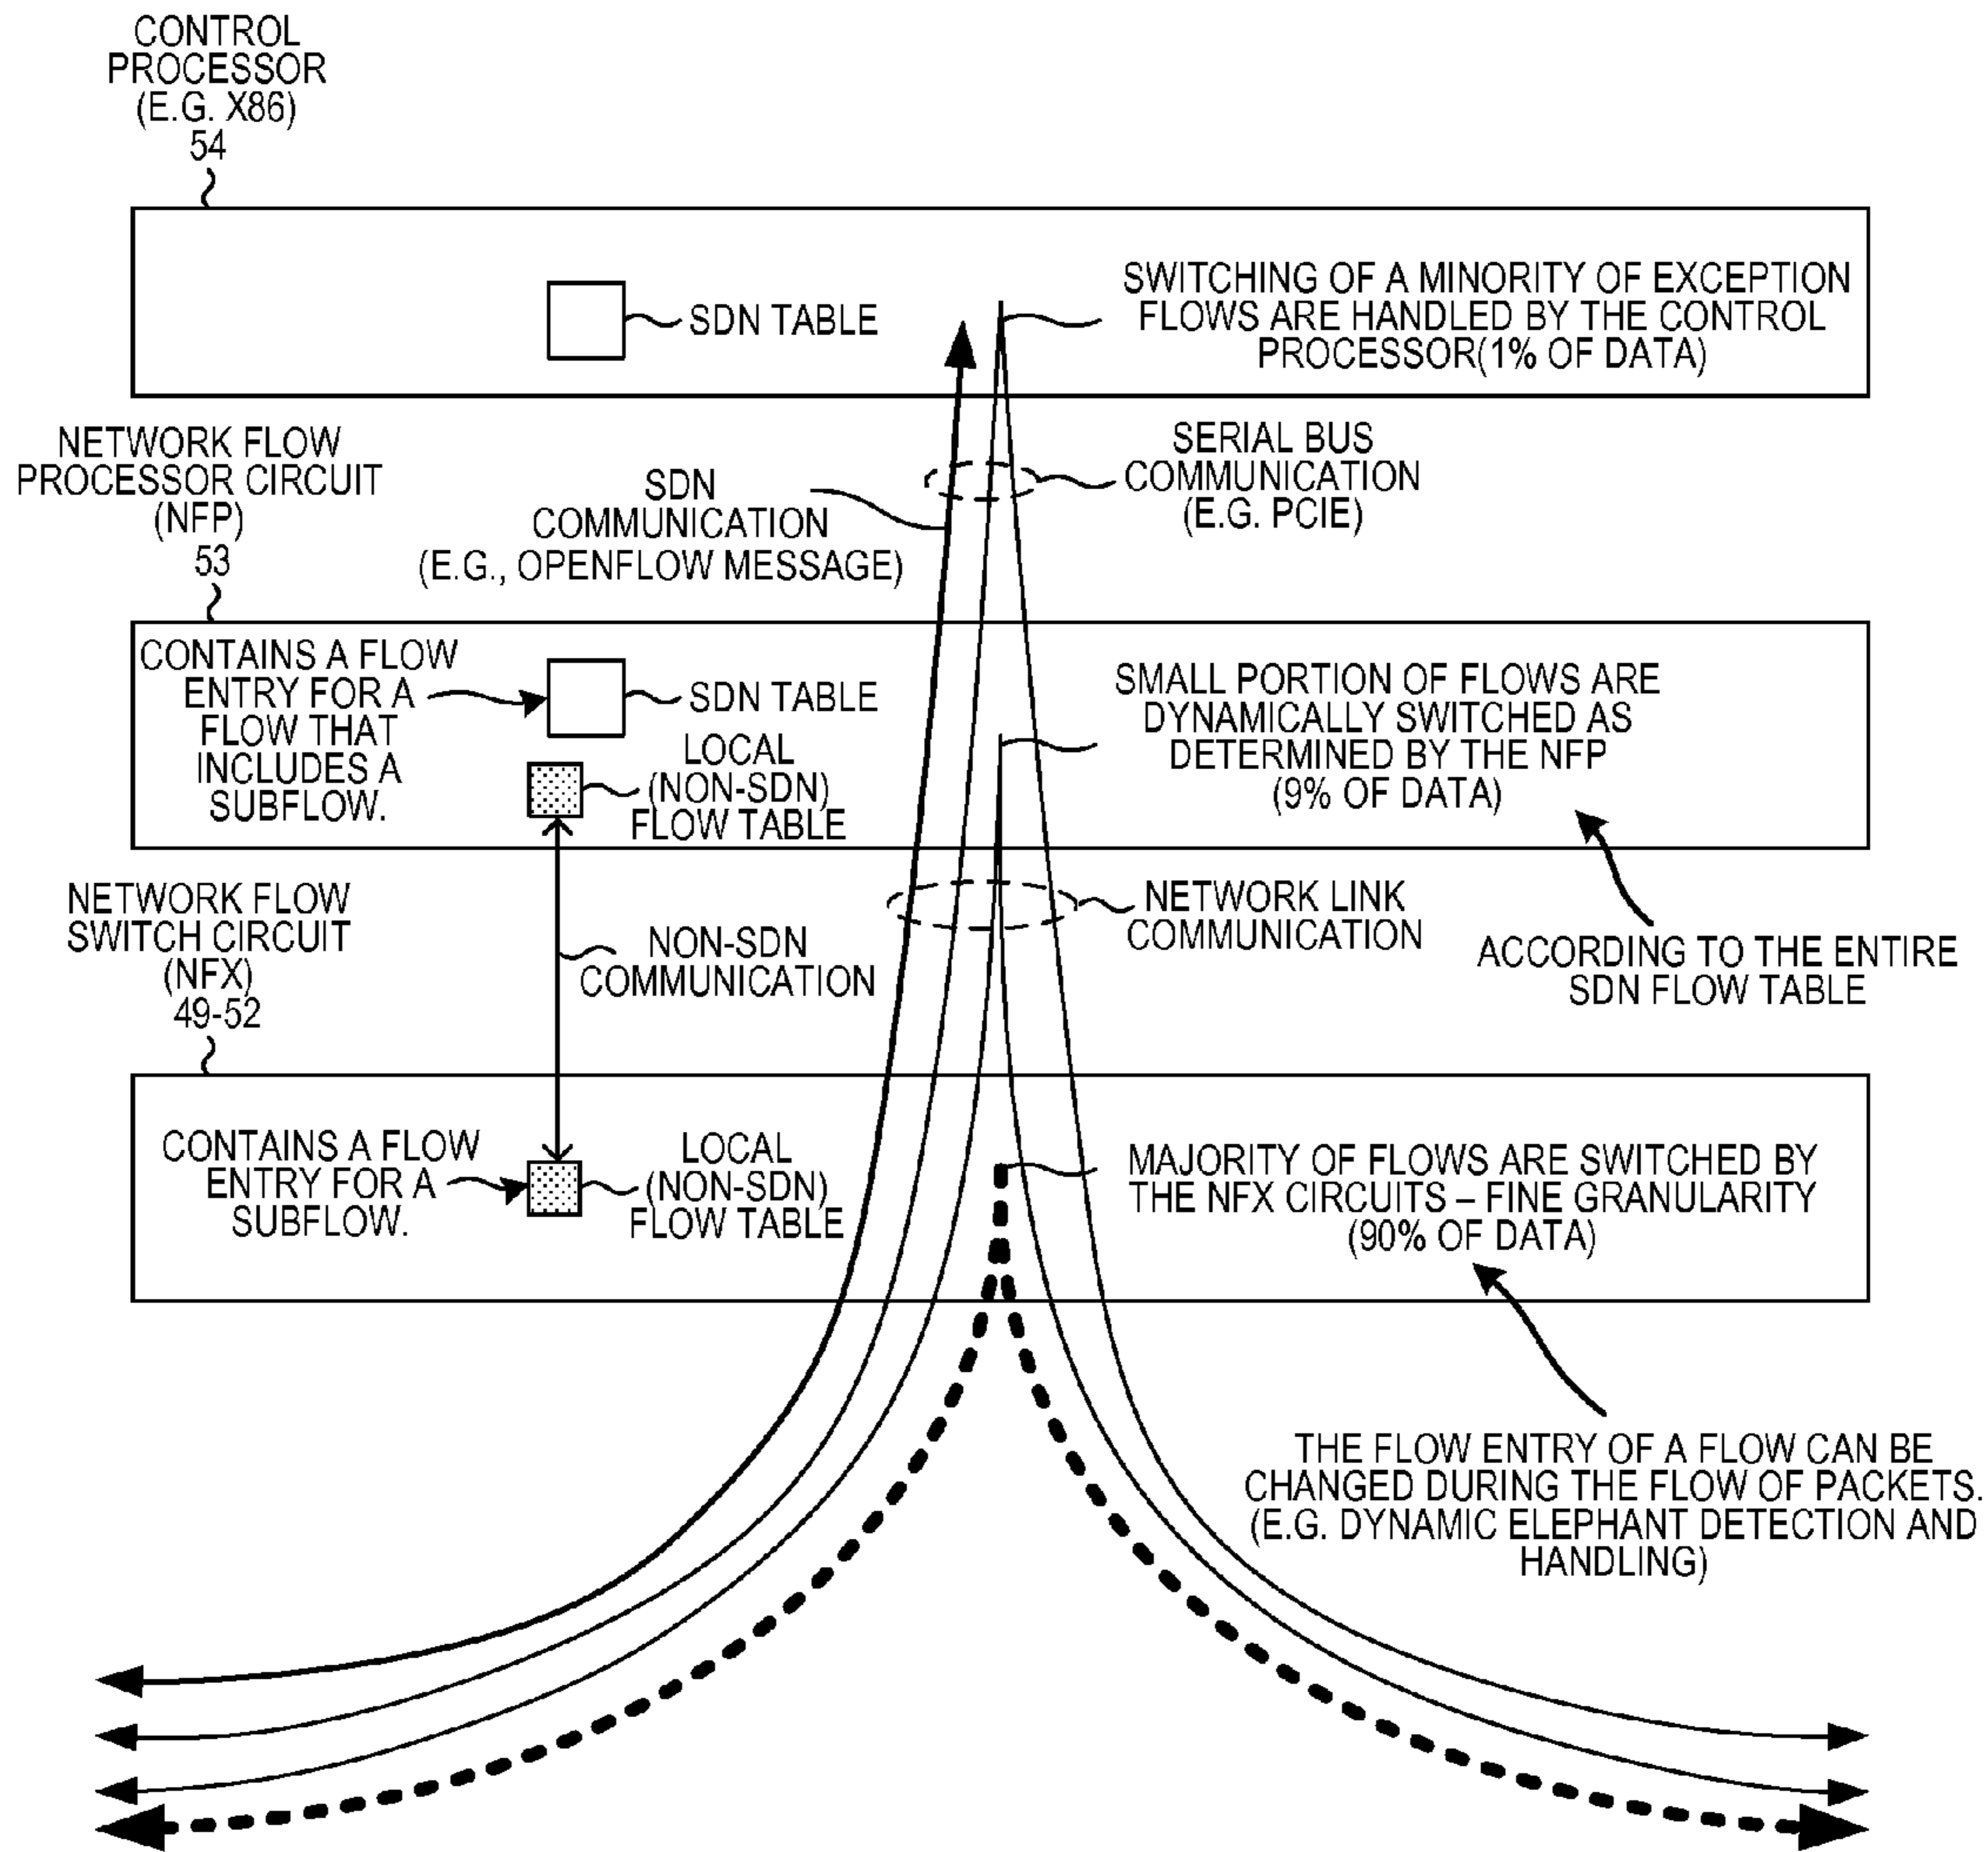 CONTROL
PROCESSOR
(E.G. X86)
54
SDN TABLE
SWITCHING OF A MINORITY OF EXCEPTION
FLOWS ARE HANDLED BY THE CONTROL
PROCESSOR(1% OF DATA)
NETWORK FLOW
PROCESSOR CIRCUIT
(NFP)
53
SDN
COMMUNICATION
(E.G., OPENFLOW MESSAGE)
SERIAL BUS
COMMUNICATION
(E.G. PCIE)
CONTAINS A FLOW
ENTRY FOR A
FLOW THAT
INCLUDES A
SUBFLOW.
SDN TABLE
LOCAL
(NON-SDN)
FLOW TABLE
SMALL PORTION OF FLOWS ARE
DYNAMICALLY SWITCHED AS
DETERMINED BY THE NFP
(9% OF DATA)
NETWORK FLOW
SWITCH CIRCUIT
(NFX)
49-52
NON-SDN
COMMUNICATION
NETWORK LINK
COMMUNICATION
ACCORDING TO THE ENTIRE
SDN FLOW TABLE
CONTAINS A FLOW
ENTRY FOR A
SUBFLOW.
LOCAL
(NON-SDN)
FLOW TABLE
MAJORITY OF FLOWS ARE SWITCHED BY
THE NFX CIRCUITS – FINE GRANULARITY
(90% OF DATA)
THE FLOW ENTRY OF A FLOW CAN BE
CHANGED DURING THE FLOW OF PACKETS.
(E.G. DYNAMIC ELEPHANT DETECTION AND
HANDLING)